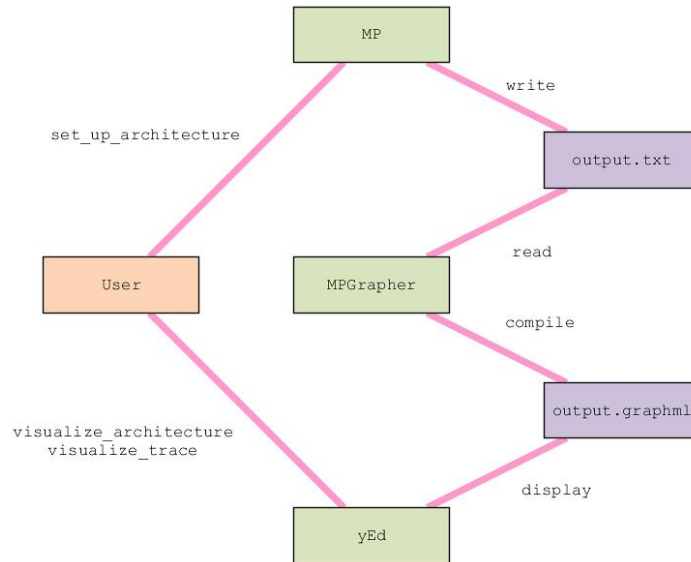 MP
write
set_up_architecture
output.txt
read
User
MPGrapher
compile
output.graphml
visualize_architecture
visualize_trace
display
yEd